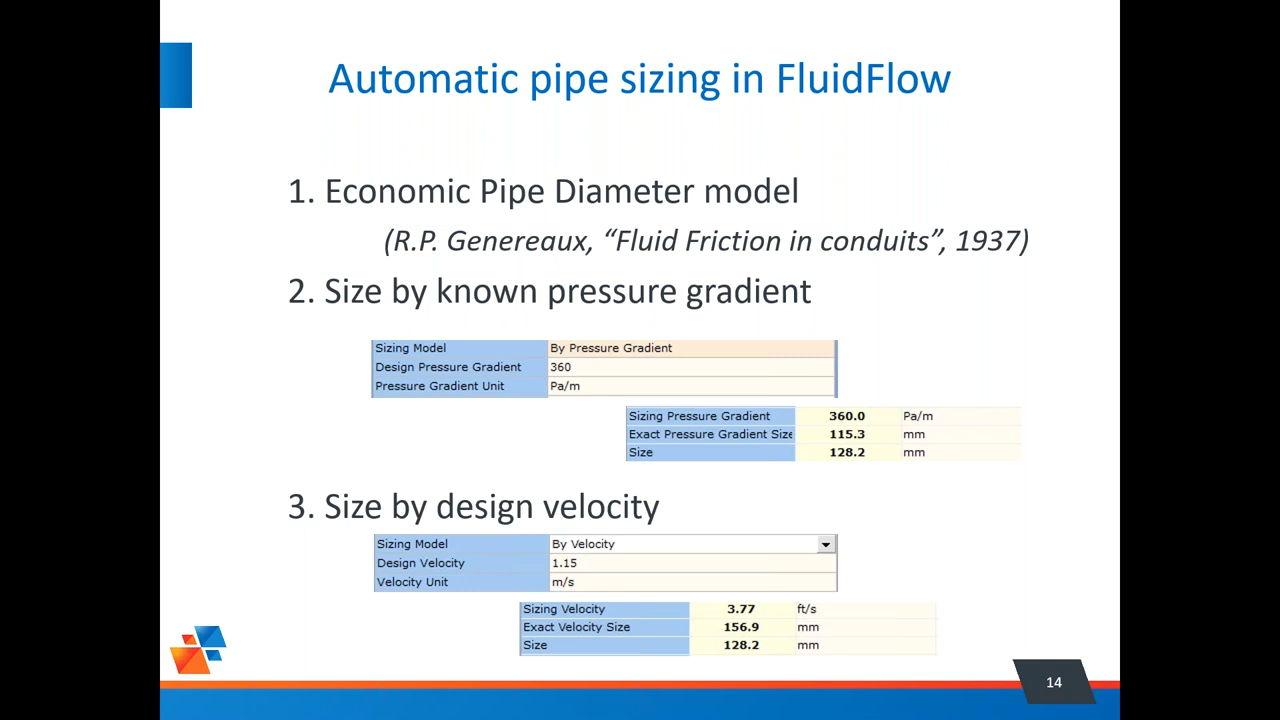 Automatic pipe sizing in FluidFlow
1. Economic Pipe Diameter model
(R.P. Genereaux, “Fluid Friction in conduits”, 1937)
2. Size by known pressure gradient
Sizing Model By Pressure Gradient
Design Pressure Gradient 360
Pressure Gradient Unit Pa/m
Sizing Pressure Gradient 360.0 Pa/m
Exact Pressure Gradient Size 115.3 mm
Size 128.2 mm
3. Size by design velocity
Sizing Model By Velocity
Design Velocity 1.15
Velocity Unit m/s
Sizing Velocity 3.77 ft/s
Exact Velocity Size 156.9 mm
Size 128.2 mm
14